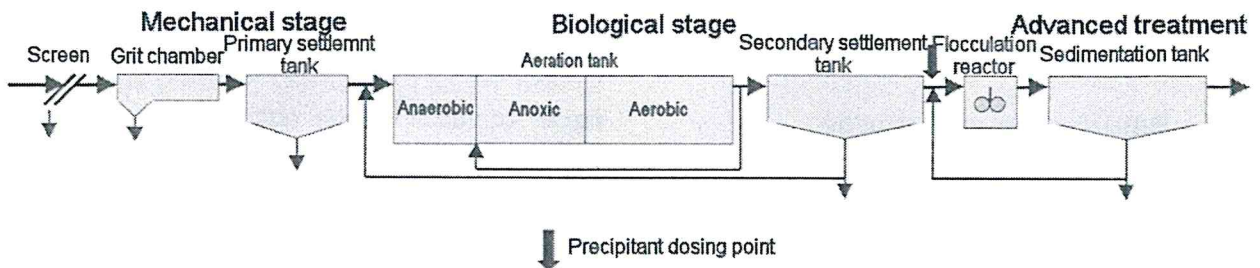 Mechanical stage
Biological stage
Advanced treatment
Screen
Grit chamber
Primary settlemnt
tank
Aeration tank
Secondary settlement
tank
Flocculation
reactor
Sedimentation tank
Anaerobic
Anoxic
Aerobic
Precipitant dosing point